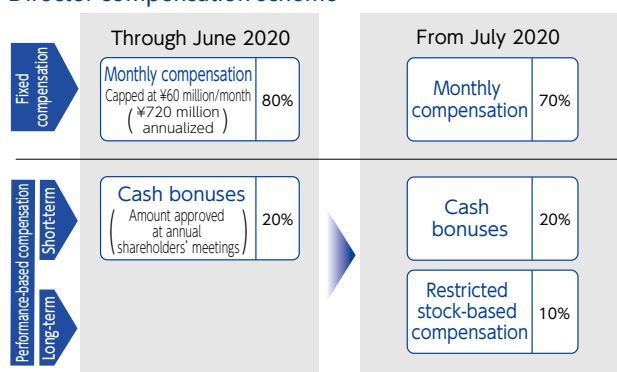 Director compensation scheme
Through June 2020
From July 2020
Fixed
compensation
Monthly compensation
Capped at ¥60 million/month
(¥720 million
annualized)
80%
Monthly
compensation
70%
Performance-based compensation
Short-term
Cash bonuses
(Amount approved
at annual
shareholders' meetings)
20%
Cash
bonuses
20%
Long-term
Restricted
stock-based
compensation
10%